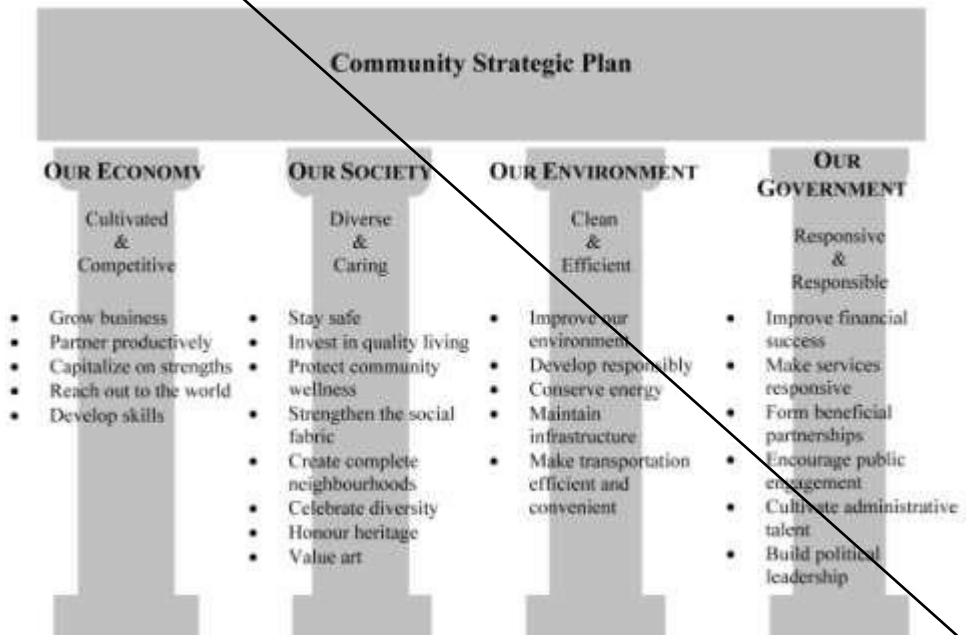 Community Strategic Plan
OUR ECONOMY
Cultivated
&
Competitive
• Grow business
• Partner productively
• Capitalize on strengths
• Reach out to the world
• Develop skills
OUR SOCIETY
Diverse
&
Caring
• Stay safe
• Invest in quality living
• Protect community
wellness
• Strengthen the social
fabric
• Create complete
neighbourhoods
• Celebrate diversity
• Honour heritage
• Value art
OUR ENVIRONMENT
Clean
&
Efficient
• Improve our
environment
• Develop responsibly
• Conserve energy
• Maintain
infrastructure
• Make transportation
efficient and
convenient
OUR
GOVERNMENT
Responsive
&
Responsible
• Improve financial
success
• Make services
responsive
• Form beneficial
partnerships
• Encourage public
engagement
• Cultivate administrative
talent
• Build political
leadership